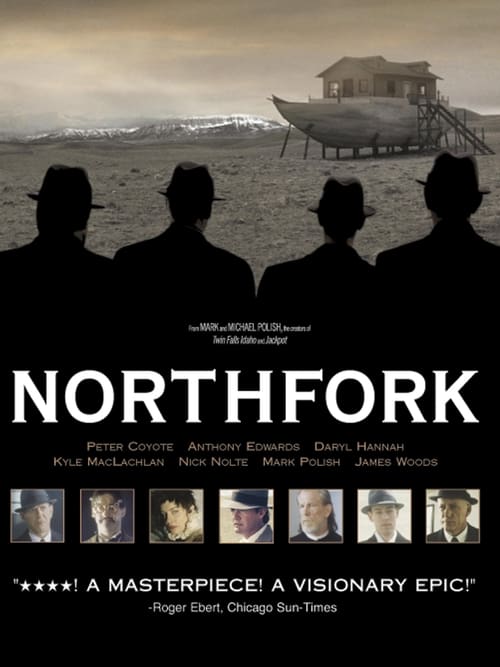 From MARK and MICHAEL POLISH, the creators of
Twin Falls Idaho and Jackpot
NORTHFORK
PETER COYOTE ANTHONY EDWARDS DARYL HANNAH
KYLE MACLACHLAN NICK NOLTE MARK POLISH JAMES WOODS
"★★★★! A MASTERPIECE! A VISIONARY EPIC!"
-Roger Ebert, Chicago Sun-Times